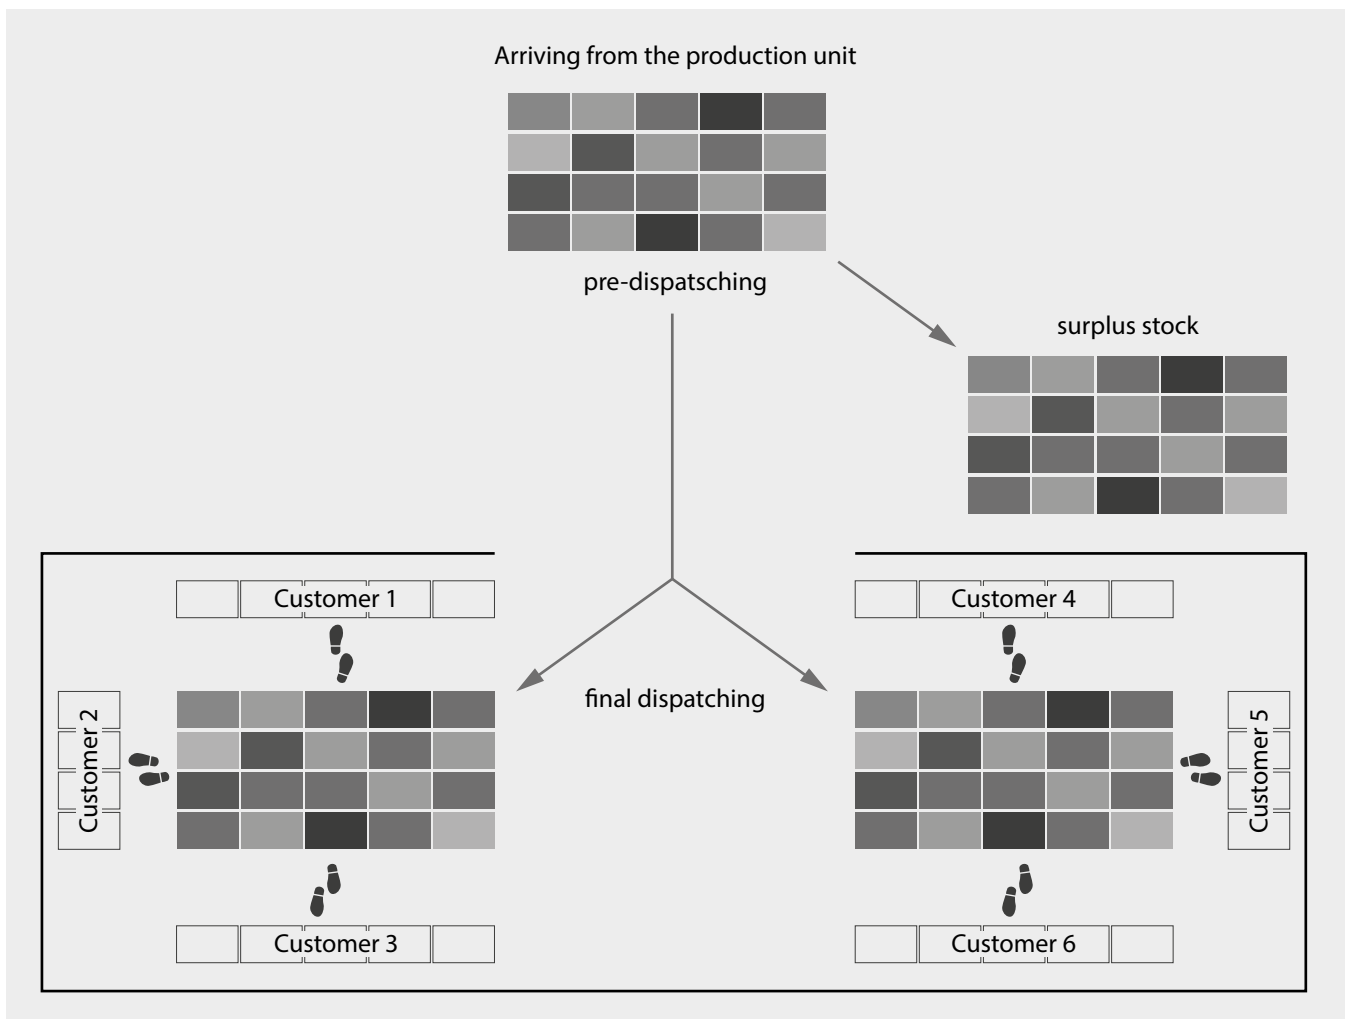 Arriving from the production unit
pre-dispatsching
surplus stock
Customer 1
Customer 4
final dispatching
Customer 2
Customer 5
Customer 3
Customer 6